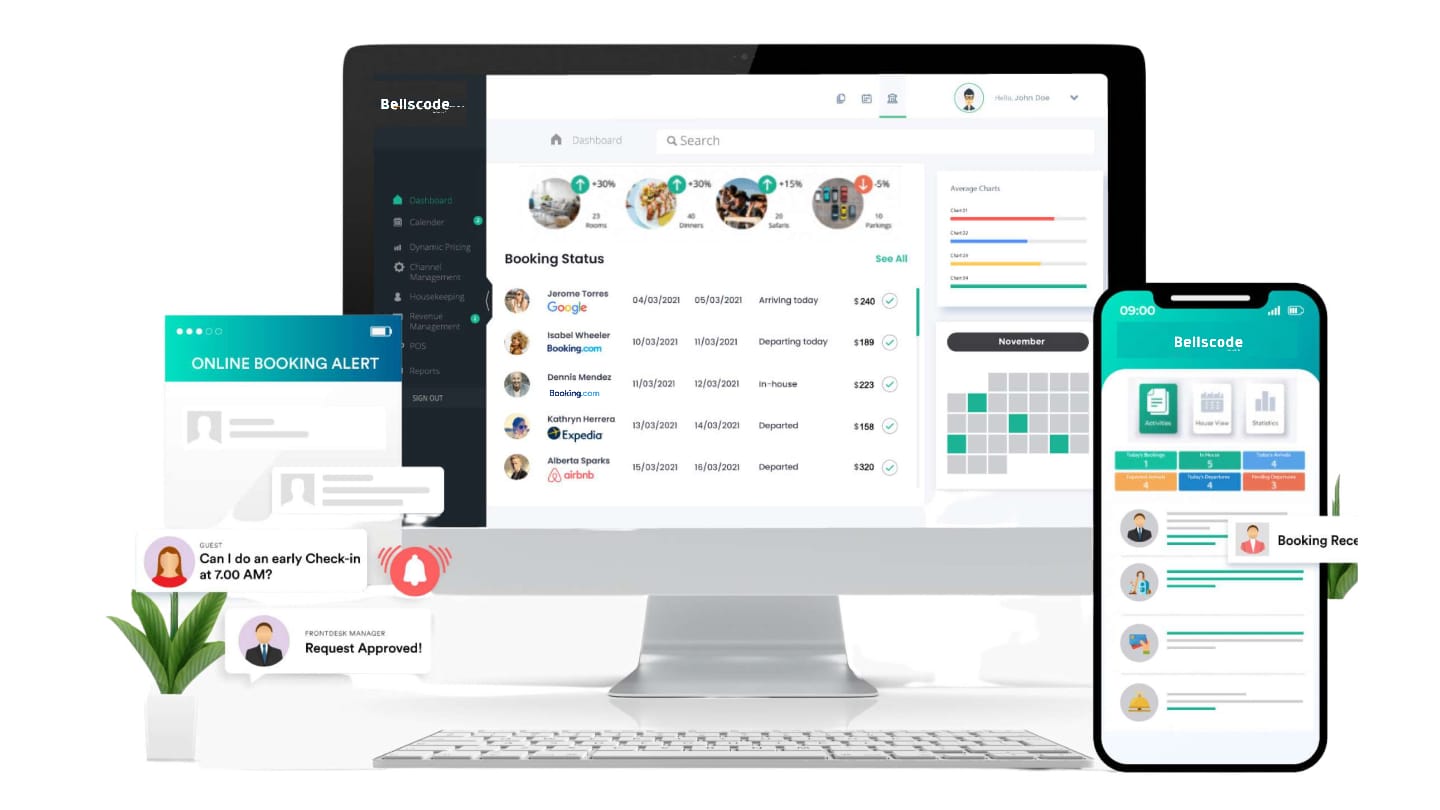 Bellscode
Hello, John Doe
Dashboard
Search
Dashboard
Calender
2
Dynamic Pricing
Channel
Management
Housekeeping
Revenue
Management
POS
Reports
SIGN OUT
+30%
23
Rooms
+30%
40
Dinners
+15%
20
Safaris
-5%
10
Parkings
Booking Status
See All
Jerome Torres
Google
04/03/2021 05/03/2021 Arriving today $ 240
Isabel Wheeler
Booking.com
10/03/2021 11/03/2021 Departing today $ 189
Dennis Mendez
Booking.com
11/03/2021 12/03/2021 In-house $ 223
Kathryn Herrera
Expedia
13/03/2021 14/03/2021 Departed $ 158
Alberta Sparks
airbnb
15/03/2021 16/03/2021 Departed $ 320
Average Charts
Chart 01
November
ONLINE BOOKING ALERT
GUEST
Can I do an early Check-in
at 7.00 AM?
FRONTDESK MANAGER
Request Approved!
09:00
Bellscode
Activities
House View
Statistics
Today's Bookings
1
In House
5
Today's Arrivals
4
Expected Arrivals
4
Today's Departures
4
Pending Departures
3
Booking Rece